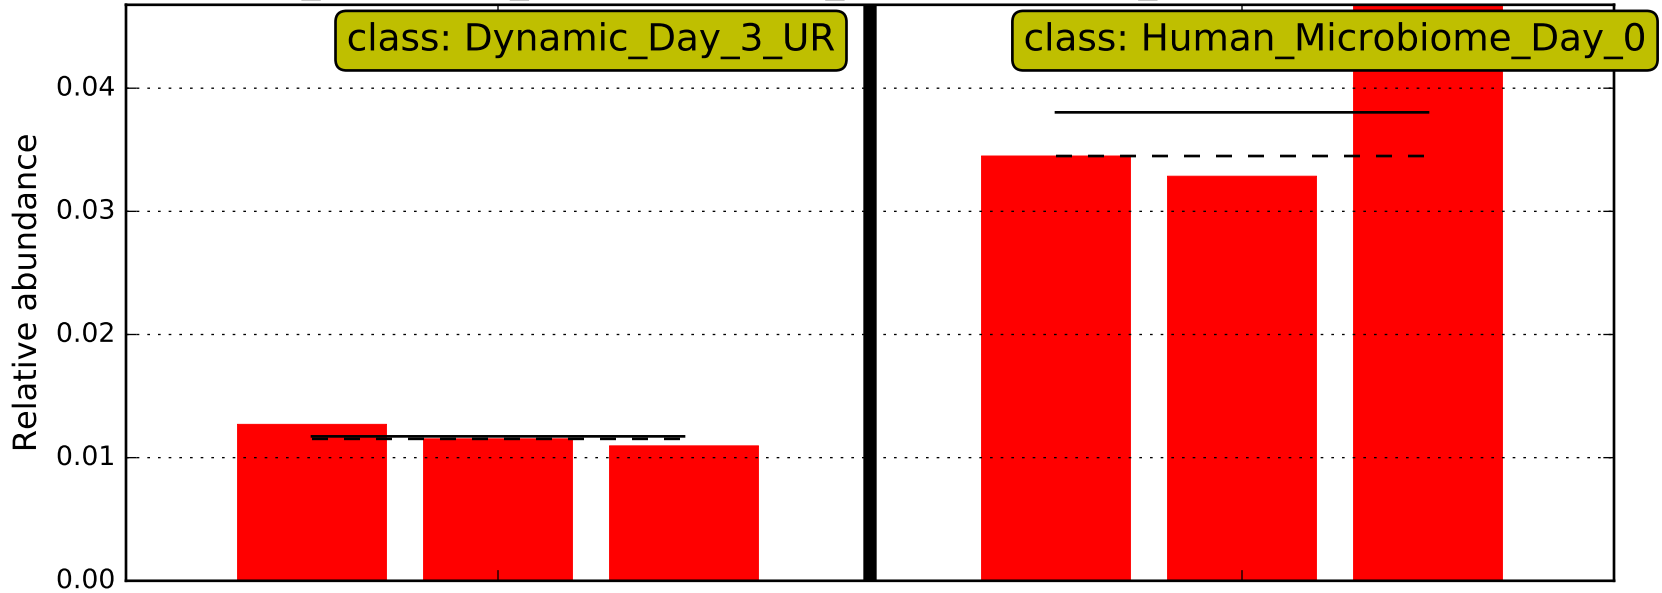 class: Dynamic_Day_3_UR
class: Human_Microbiome_Day_0
Relative abundance
0.04
0.03
0.02
0.01
0.00